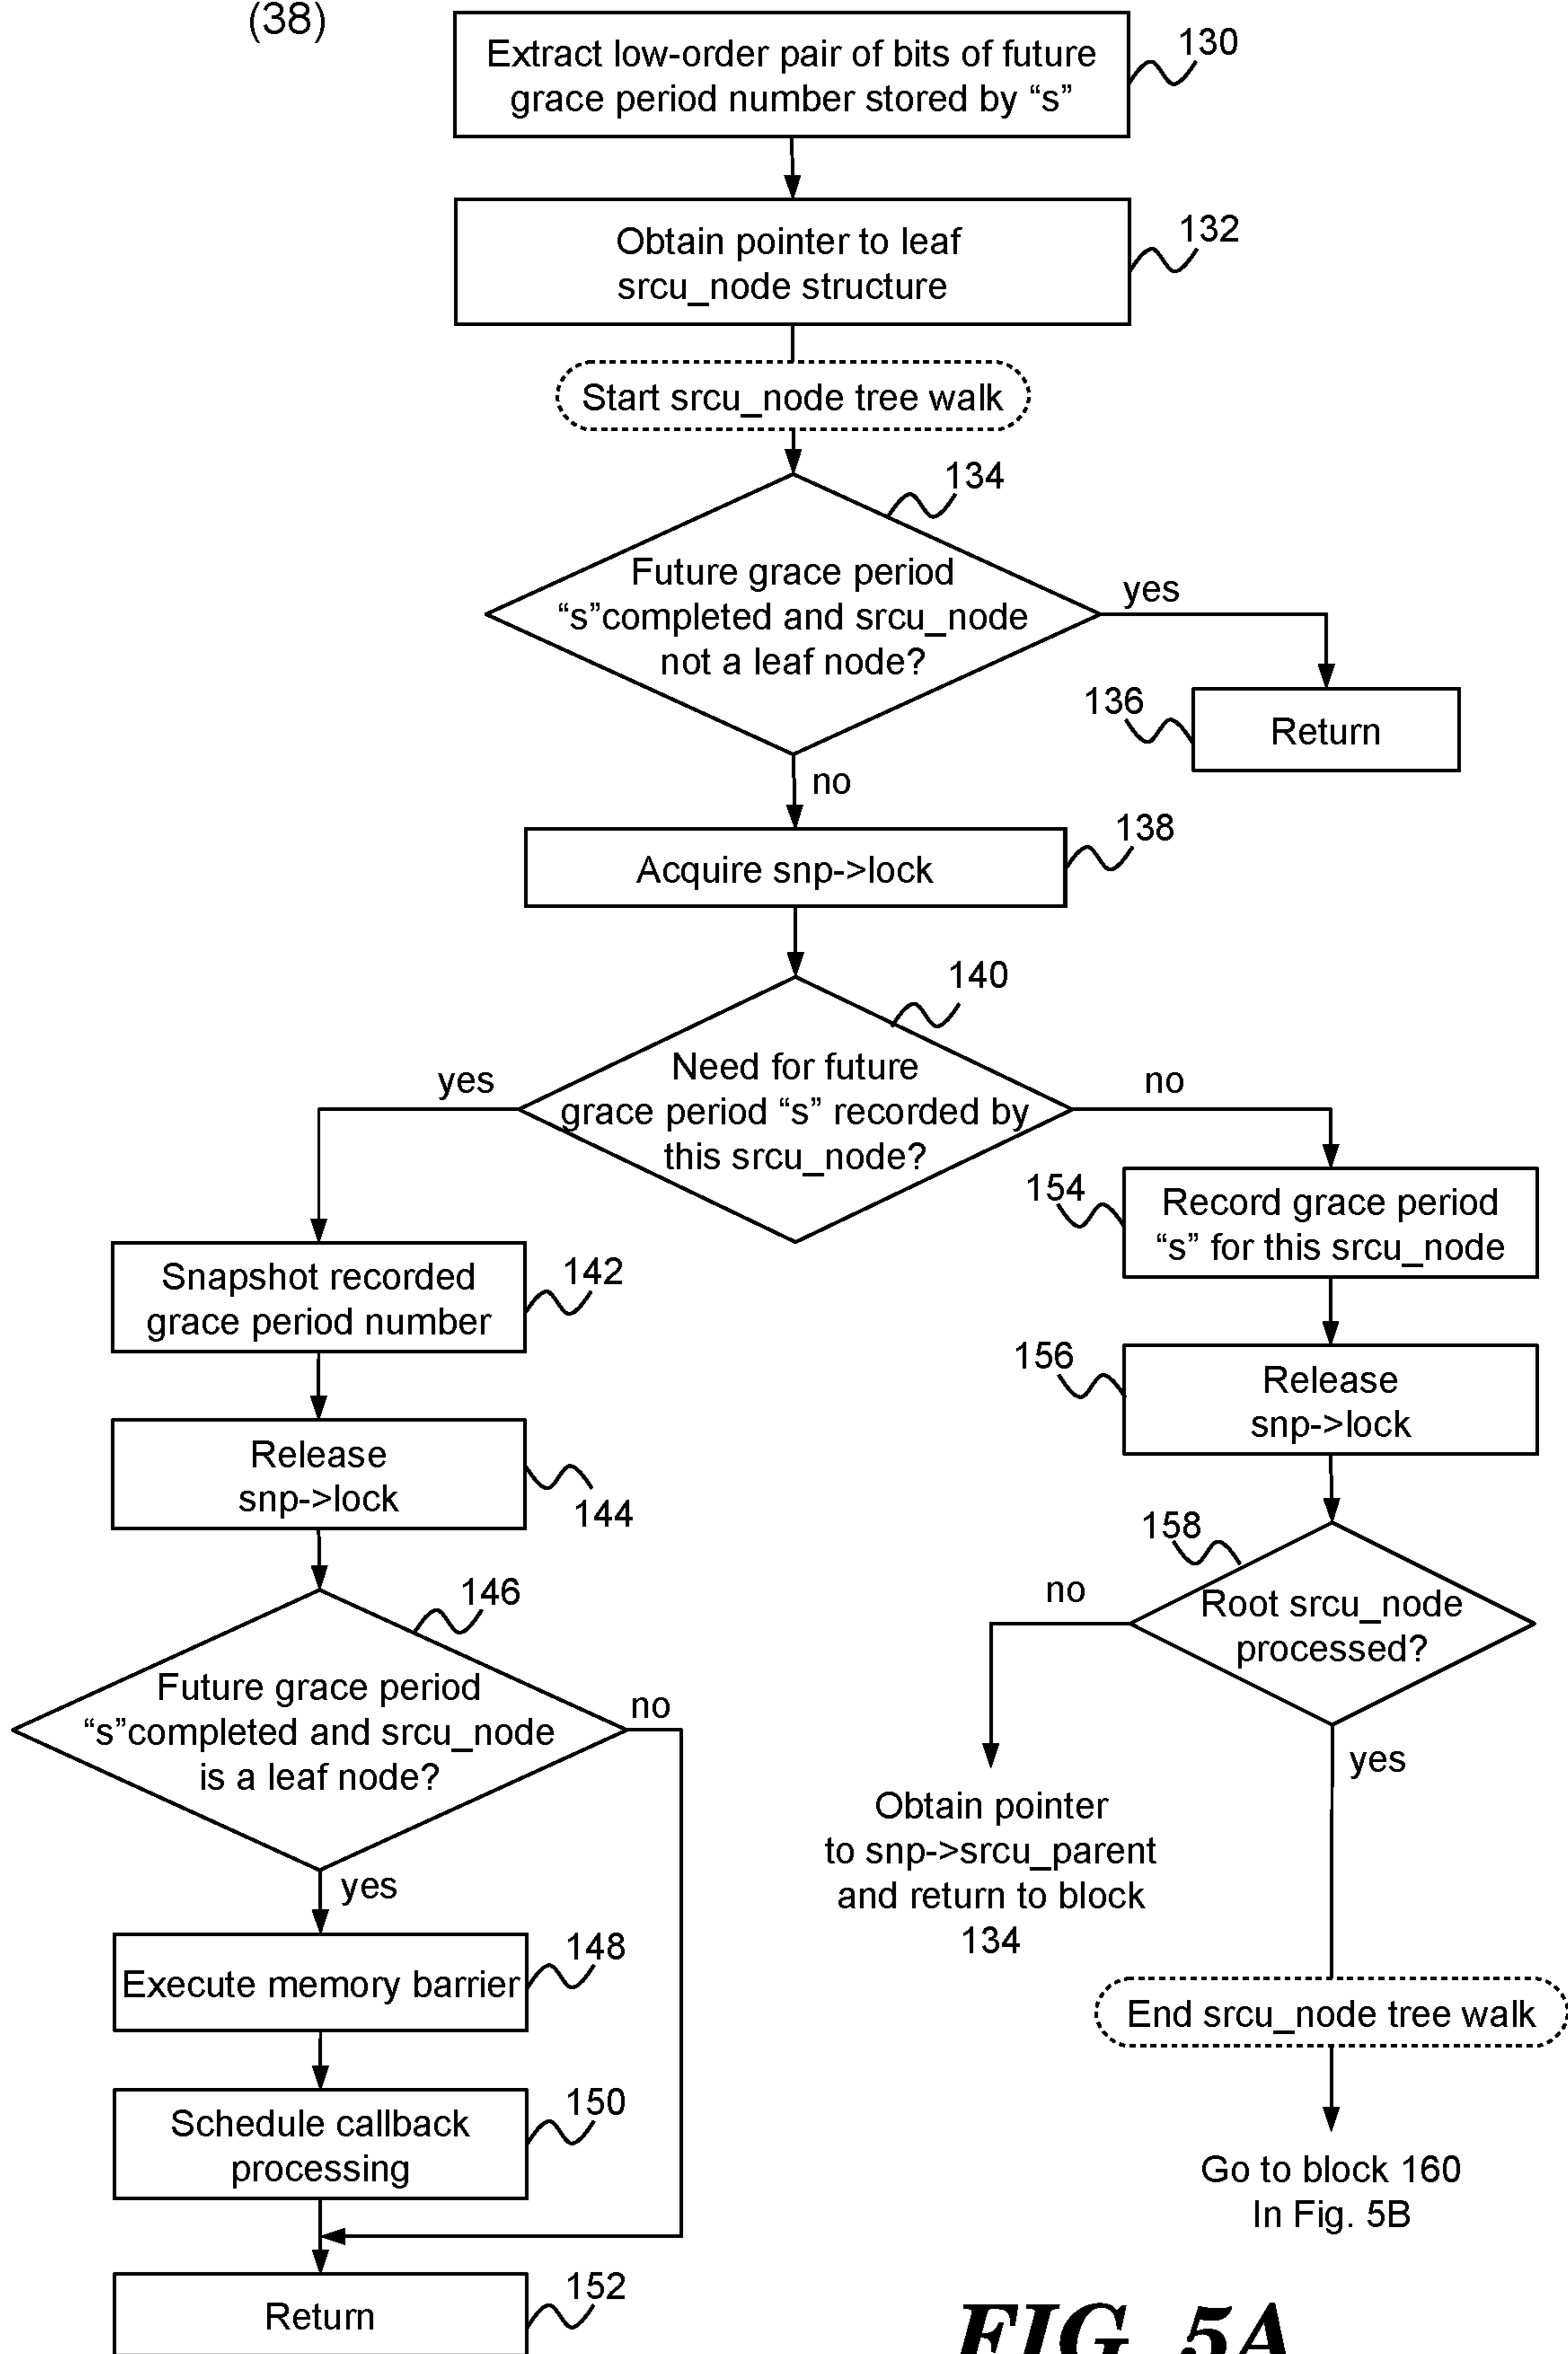 (38)
Extract low-order pair of bits of future
grace period number stored by “s”
130
Obtain pointer to leaf
srcu_node structure
132
Start srcu_node tree walk
134
Future grace period
“s”completed and srcu_node
not a leaf node?
yes
136
Return
no
Acquire snp->lock
138
140
Need for future
grace period “s” recorded by
this srcu_node?
yes
no
154
Record grace period
“s” for this srcu_node
Snapshot recorded
grace period number
142
156
Release
snp->lock
Release
snp->lock
144
158
Root srcu_node
processed?
no
yes
146
Future grace period
“s”completed and srcu_node
is a leaf node?
no
yes
Obtain pointer
to snp->srcu_parent
and return to block
134
Execute memory barrier
148
End srcu_node tree walk
Schedule callback
processing
150
Go to block 160
In Fig. 5B
Return
152
FIG. 5A